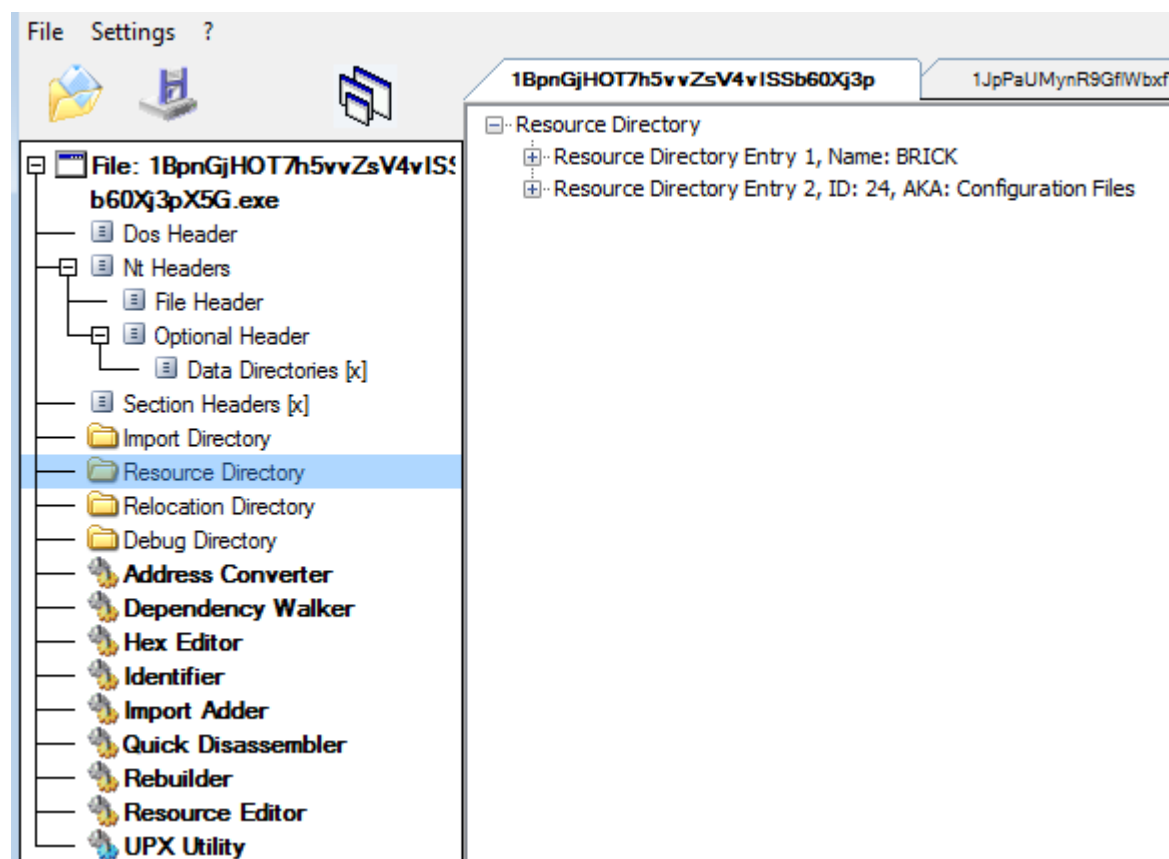 File Settings ?
1BpnGjHOT7h5vvZsV4vISSb60Xj3p
1JpPaUMynR9GflWbxf
File: 1BpnGjHOT7h5vvZsV4vISS
b60Xj3pX5G.exe
Dos Header
Nt Headers
File Header
Optional Header
Data Directories [x]
Section Headers [x]
Import Directory
Resource Directory
Relocation Directory
Debug Directory
Address Converter
Dependency Walker
Hex Editor
Identifier
Import Adder
Quick Disassembler
Rebuilder
Resource Editor
UPX Utility
Resource Directory
Resource Directory Entry 1, Name: BRICK
Resource Directory Entry 2, ID: 24, AKA: Configuration Files